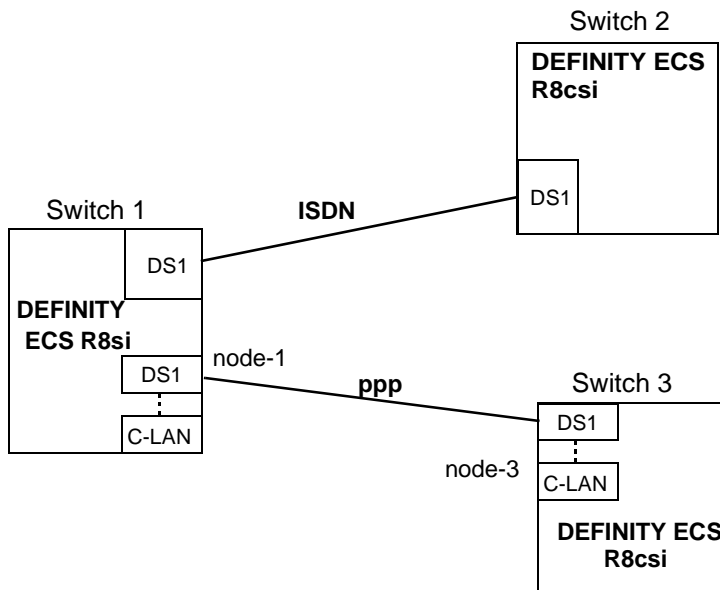 Switch 2
DEFINITY ECS
R8csi
DS1
ISDN
Switch 1
DS1
DEFINITY
ECS R8si
node-1
DS1
C-LAN
ppp
Switch 3
DS1
node-3
C-LAN
DEFINITY ECS
R8csi